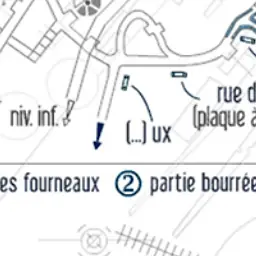 rue d
niv. inf.
(plaque à
(...) ux
es fourneaux ② partie bourrée